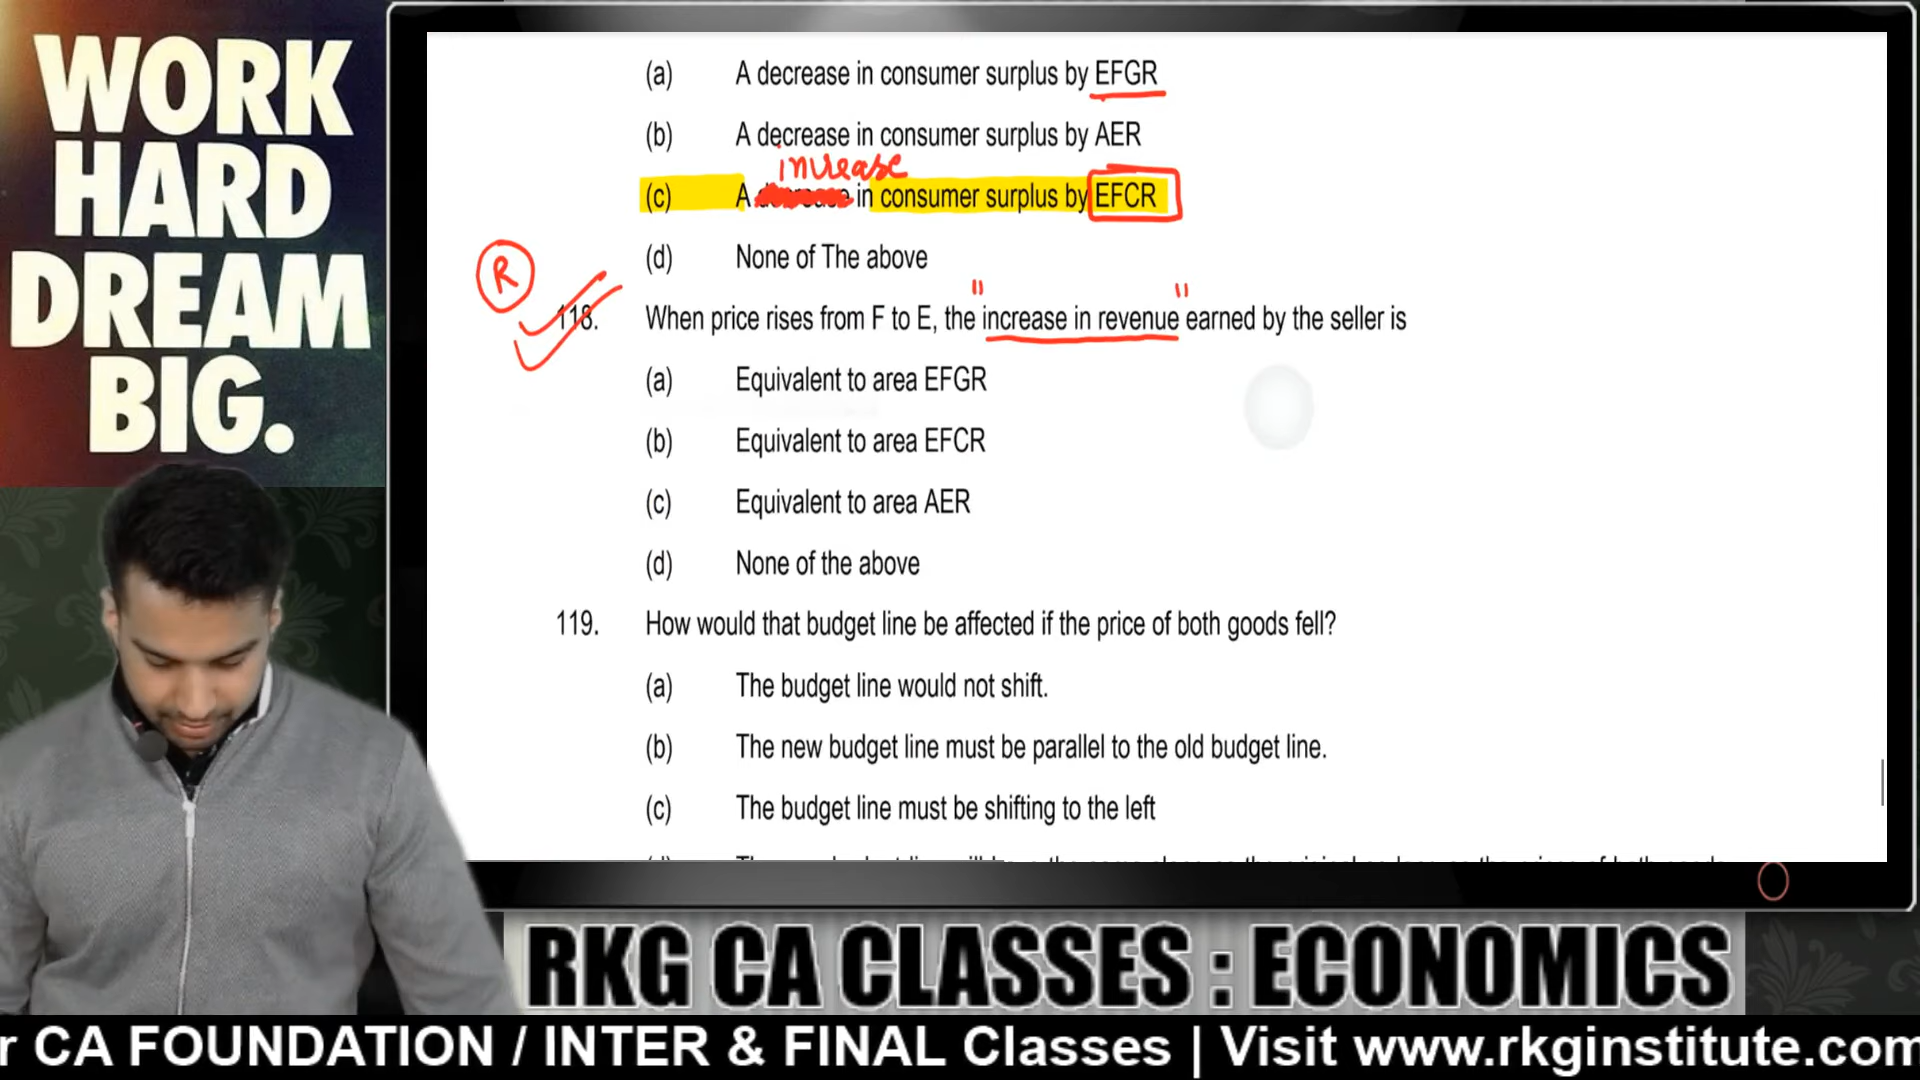 WORK
HARD
DREAM
BIG.
(a) A decrease in consumer surplus by EFGR
(b) A decrease in consumer surplus by AER
increase
(c) A in consumer surplus by EFCR
(d) None of The above
R
118. When price rises from F to E, the "increase in revenue" earned by the seller is
(a) Equivalent to area EFGR
(b) Equivalent to area EFCR
(c) Equivalent to area AER
(d) None of the above
119. How would that budget line be affected if the price of both goods fell?
(a) The budget line would not shift.
(b) The new budget line must be parallel to the old budget line.
(c) The budget line must be shifting to the left
RKG CA CLASSES : ECONOMICS
r CA FOUNDATION / INTER & FINAL Classes | Visit www.rkginstitute.com